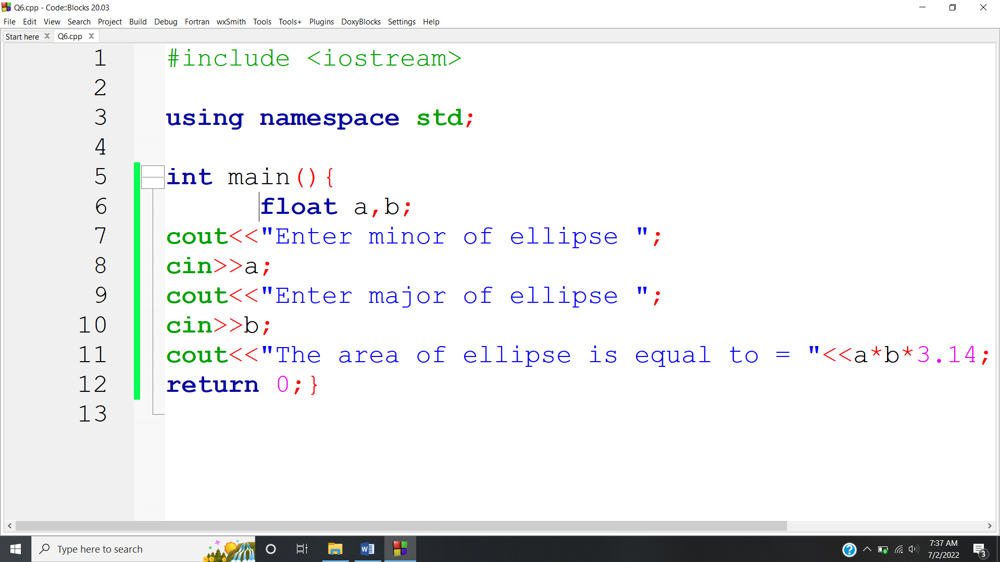 Q6.cpp - Code::Blocks 20.03
File Edit View Search Project Build Debug Fortran wxSmith Tools Tools+ Plugins DoxyBlocks Settings Help
Start here Q6.cpp
1 #include <iostream>
2
3 using namespace std;
4
5 int main(){
6 float a,b;
7 cout<<"Enter minor of ellipse ";
8 cin>>a;
9 cout<<"Enter major of ellipse ";
10 cin>>b;
11 cout<<"The area of ellipse is equal to = "<<a*b*3.14;
12 return 0;}
13
Type here to search
7:37 AM
7/2/2022
3